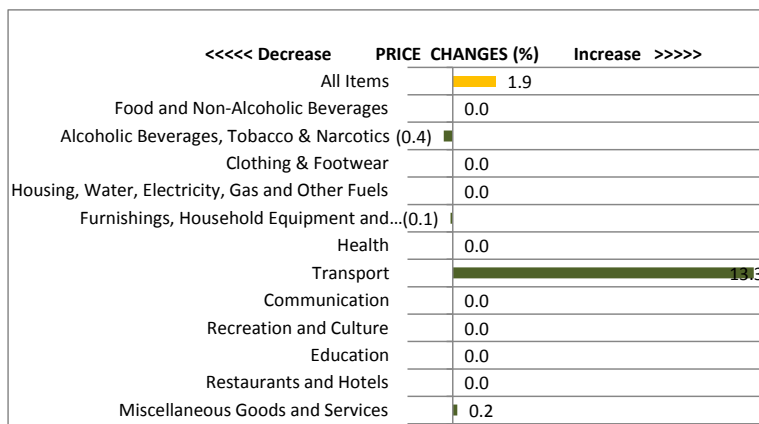 <<<<< Decrease PRICE CHANGES (%) Increase >>>>>
All Items 1.9
Food and Non-Alcoholic Beverages 0.0
Alcoholic Beverages, Tobacco & Narcotics (0.4)
Clothing & Footwear 0.0
Housing, Water, Electricity, Gas and Other Fuels 0.0
Furnishings, Household Equipment and... (0.1)
Health 0.0
Transport 13.3
Communication 0.0
Recreation and Culture 0.0
Education 0.0
Restaurants and Hotels 0.0
Miscellaneous Goods and Services 0.2